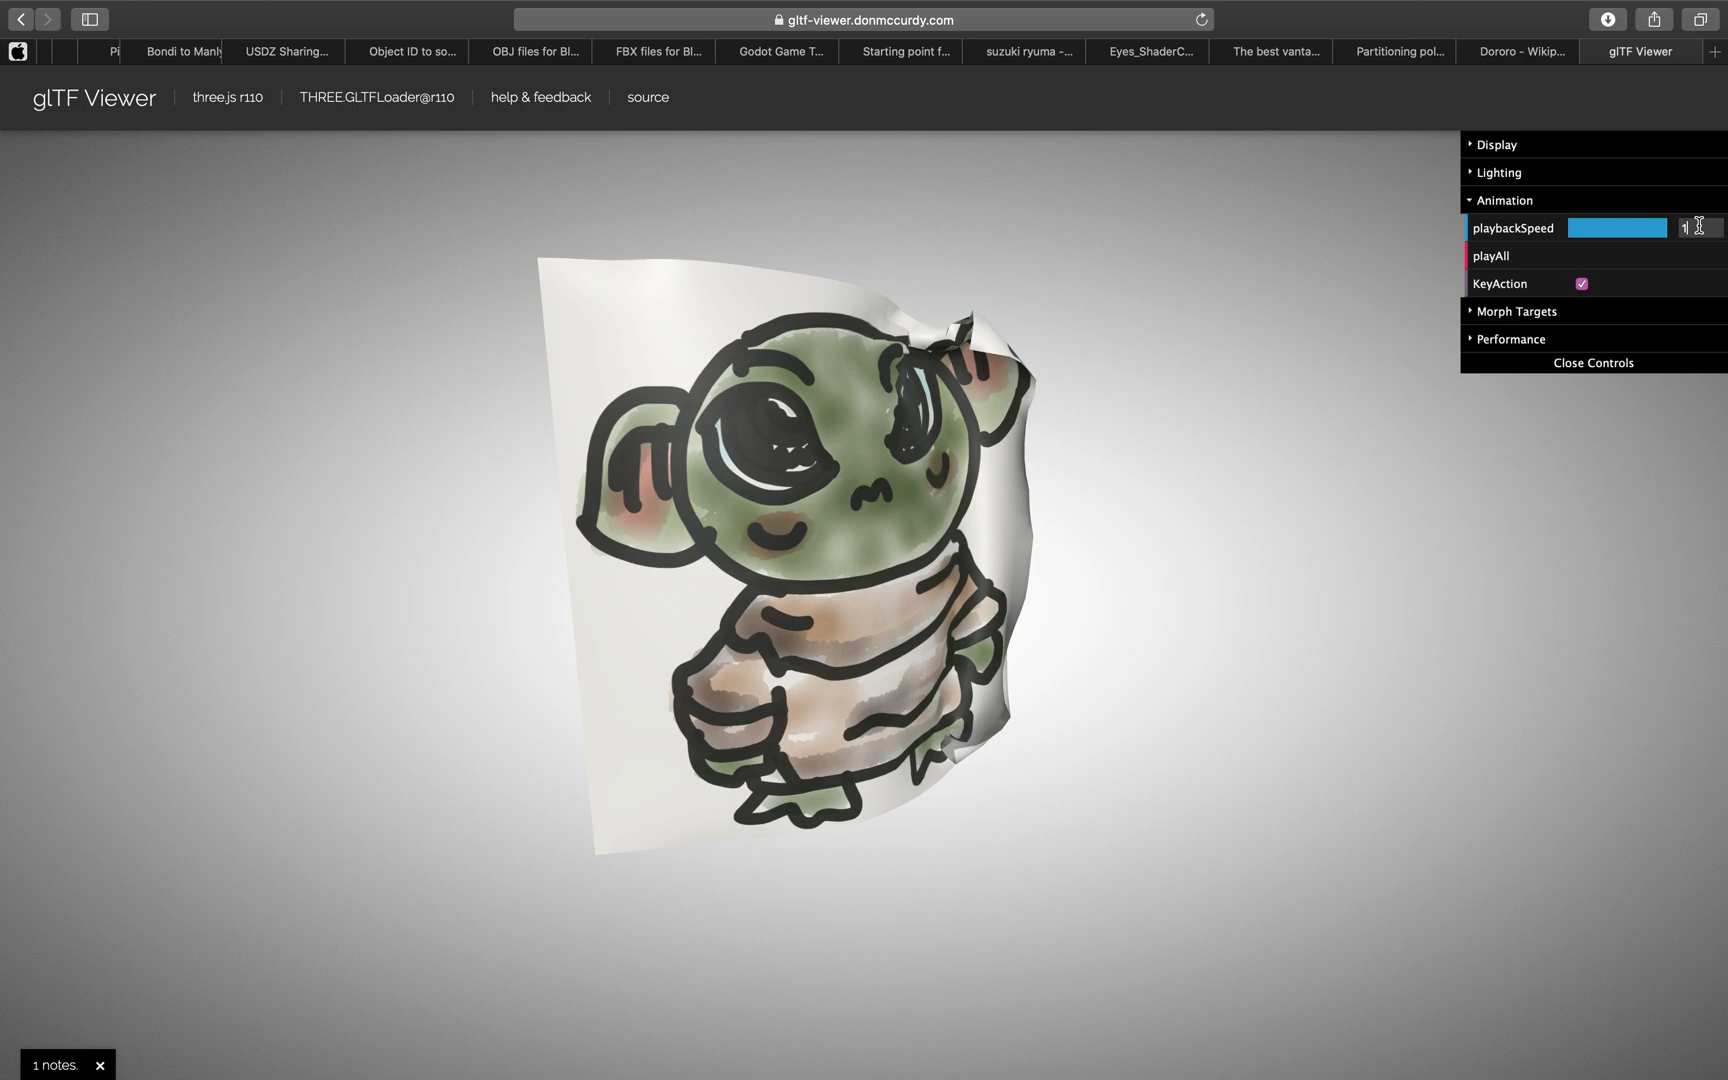 gltf-viewer.donmccurdy.com
Pi Bondi to Manly USDZ Sharing... Object ID to so... OBJ files for Bl... FBX files for Bl... Godot Game T... Starting point f... suzuki ryuma -... Eyes_ShaderC... The best vanta... Partitioning pol... Dororo - Wikip... glTF Viewer
glTF Viewer three.js r110 THREE.GLTFLoader@r110 help & feedback source
Display
Lighting
Animation
playbackSpeed 1
playAll
KeyAction
Morph Targets
Performance
Close Controls
1 notes. ×